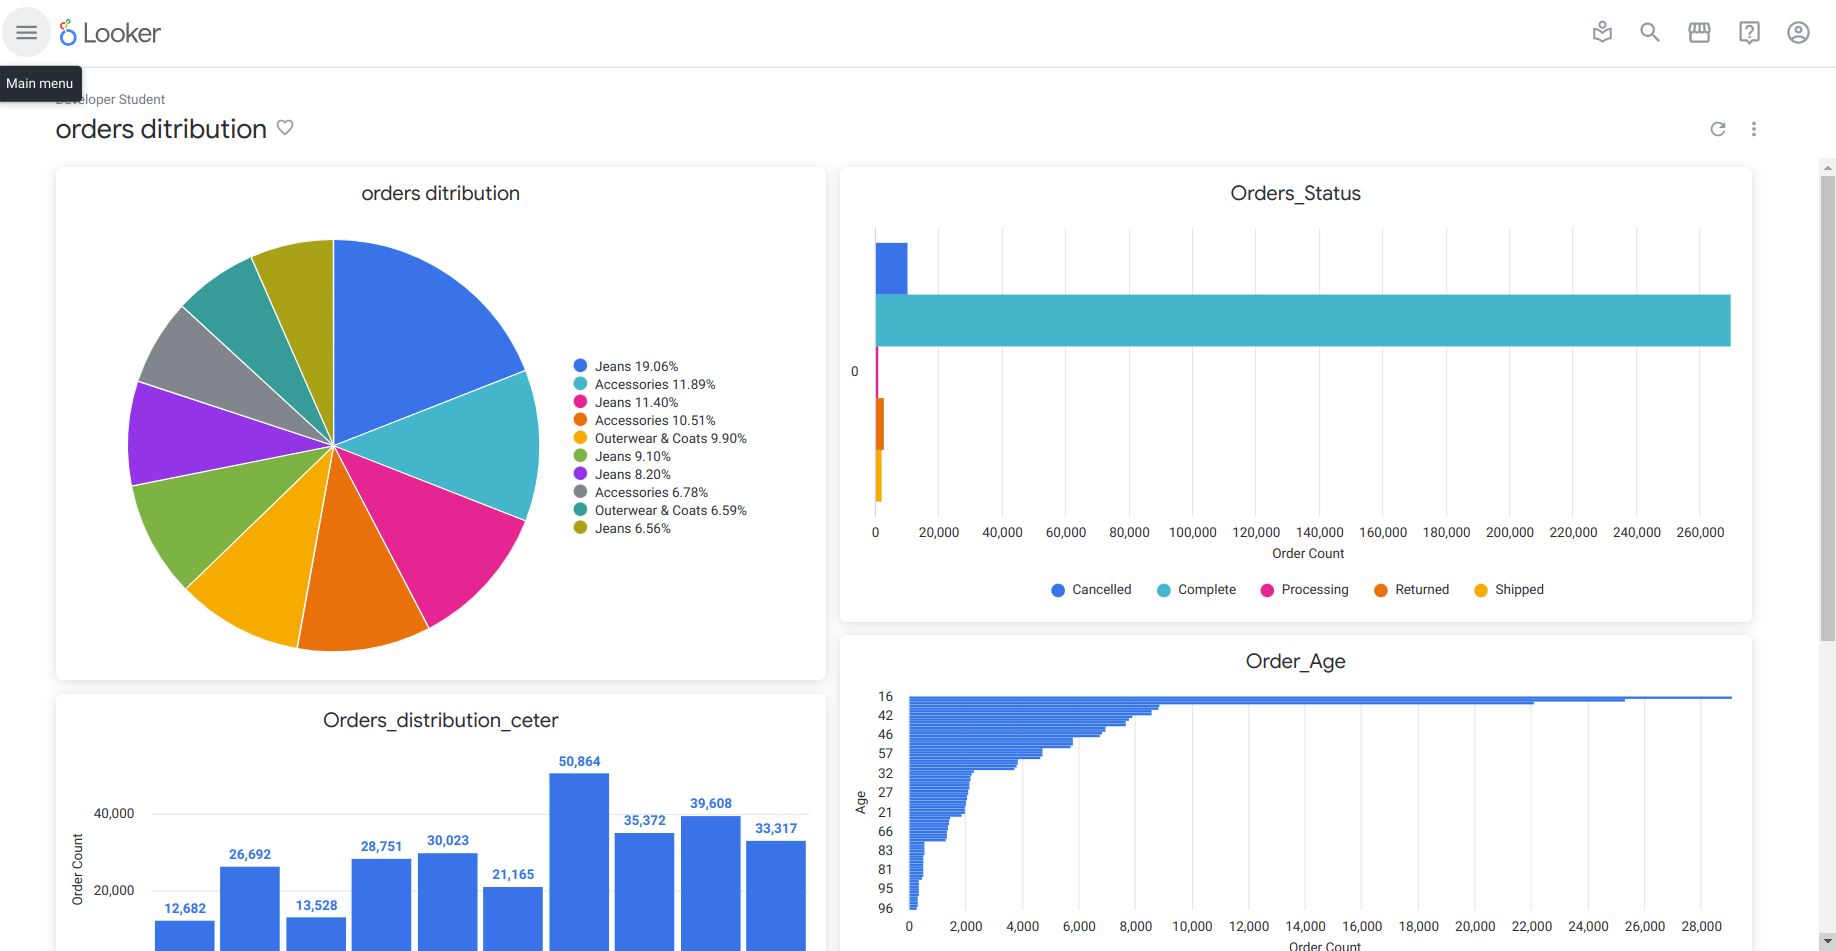 Looker
Main menu
eloper Student
orders ditribution
orders ditribution
Jeans 19.06%
Accessories 11.89%
Jeans 11.40%
Accessories 10.51%
Outerwear & Coats 9.90%
Jeans 9.10%
Jeans 8.20%
Accessories 6.78%
Outerwear & Coats 6.59%
Jeans 6.56%
Orders_Status
0
0 20,000 40,000 60,000 80,000 100,000 120,000 140,000 160,000 180,000 200,000 220,000 240,000 260,000
Order Count
Cancelled Complete Processing Returned Shipped
Orders_distribution_ceter
Order Count
40,000
20,000
12,682
26,692
13,528
28,751
30,023
21,165
50,864
35,372
39,608
33,317
Order_Age
Age
16
42
46
57
32
27
21
66
83
81
95
96
0 2,000 4,000 6,000 8,000 10,000 12,000 14,000 16,000 18,000 20,000 22,000 24,000 26,000 28,000
Order Count